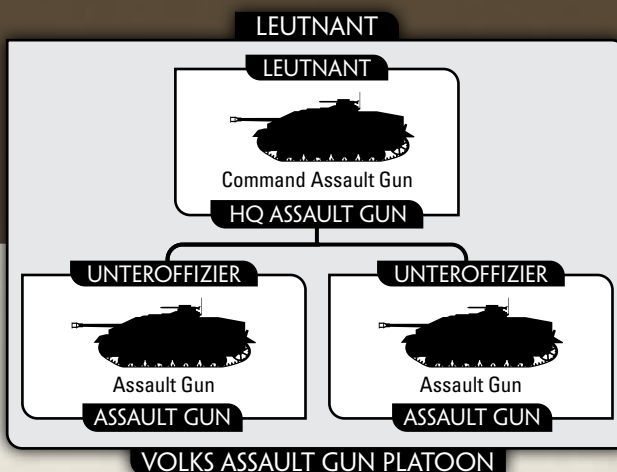 LEUTNANT
LEUTNANT
Command Assault Gun
HQ ASSAULT GUN
UNTEROFFIZIER
UNTEROFFIZIER
Assault Gun
Assault Gun
ASSAULT GUN
ASSAULT GUN
VOLKS ASSAULT GUN PLATOON